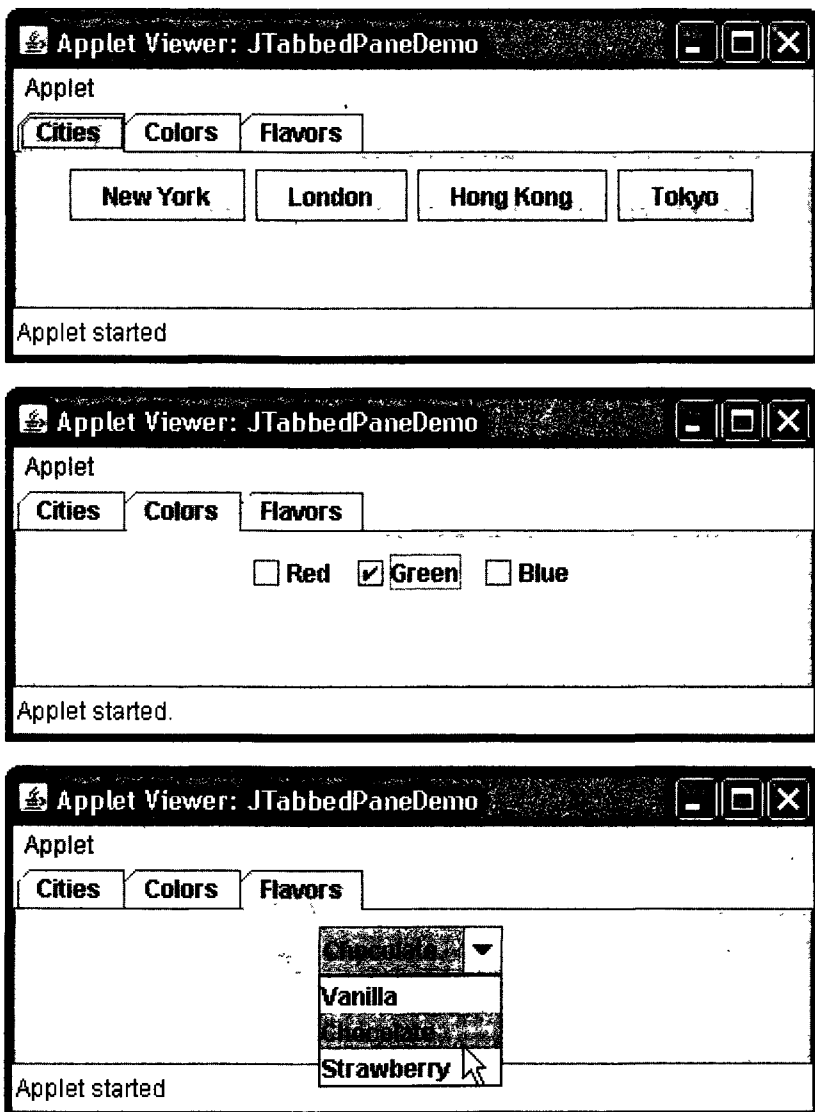 Applet Viewer: JTabbedPaneDemo
Applet
Cities Colors Flavors
New York London Hong Kong Tokyo
Applet started
Applet Viewer: JTabbedPaneDemo
Applet
Cities Colors Flavors
Red Green Blue
Applet started.
Applet Viewer: JTabbedPaneDemo
Applet
Cities Colors Flavors
Chocolate
Vanilla
Chocolate
Strawberry
Applet started